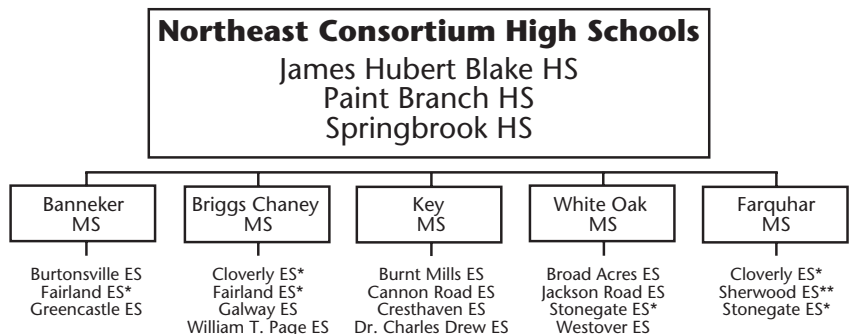 Northeast Consortium High Schools
James Hubert Blake HS
Paint Branch HS
Springbrook HS
Banneker
MS
Burtonsville ES
Fairland ES*
Greencastle ES
Briggs Chaney
MS
Cloverly ES*
Fairland ES*
Galway ES
William T. Page ES
Key
MS
Burnt Mills ES
Cannon Road ES
Cresthaven ES
Dr. Charles Drew ES
White Oak
MS
Broad Acres ES
Jackson Road ES
Stonegate ES*
Westover ES
Farquhar
MS
Cloverly ES*
Sherwood ES**
Stonegate ES*